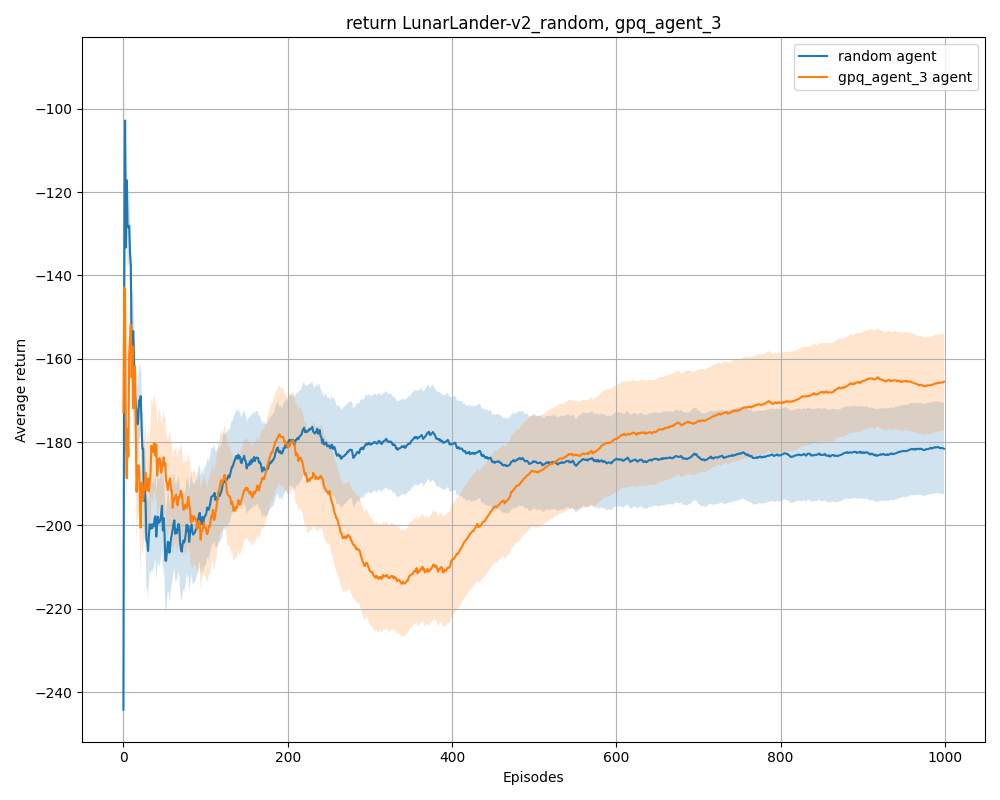 return LunarLander-v2_random, gpq_agent_3
random agent
gpq_agent_3 agent
Average return
−100
−120
−140
−160
−180
−200
−220
−240
0 200 400 600 800 1000
Episodes